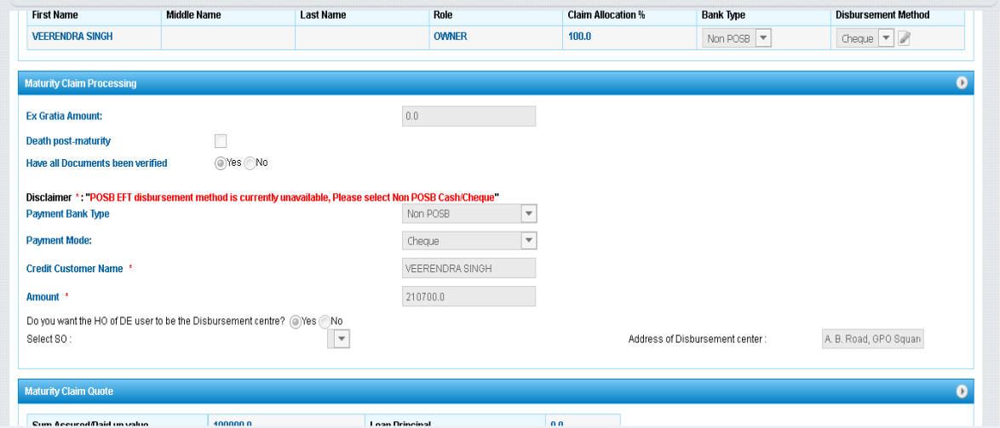 First Name Middle Name Last Name Role Claim Allocation % Bank Type Disbursement Method
VEERENDRA SINGH OWNER 100.0 Non POSB Cheque
Maturity Claim Processing
Ex Gratia Amount: 0.0
Death post-maturity
Have all Documents been verified Yes No
Disclaimer * : "POSB EFT disbursement method is currently unavailable, Please select Non POSB Cash/Cheque"
Payment Bank Type Non POSB
Payment Mode: Cheque
Credit Customer Name * VEERENDRA SINGH
Amount * 210700.0
Do you want the HO of DE user to be the Disbursement centre? Yes No
Select SO : Address of Disbursement center : A. B. Road, GPO Squar
Maturity Claim Quote
Sum Assured/Paid up value 100000.0 Loan Principal 0.0